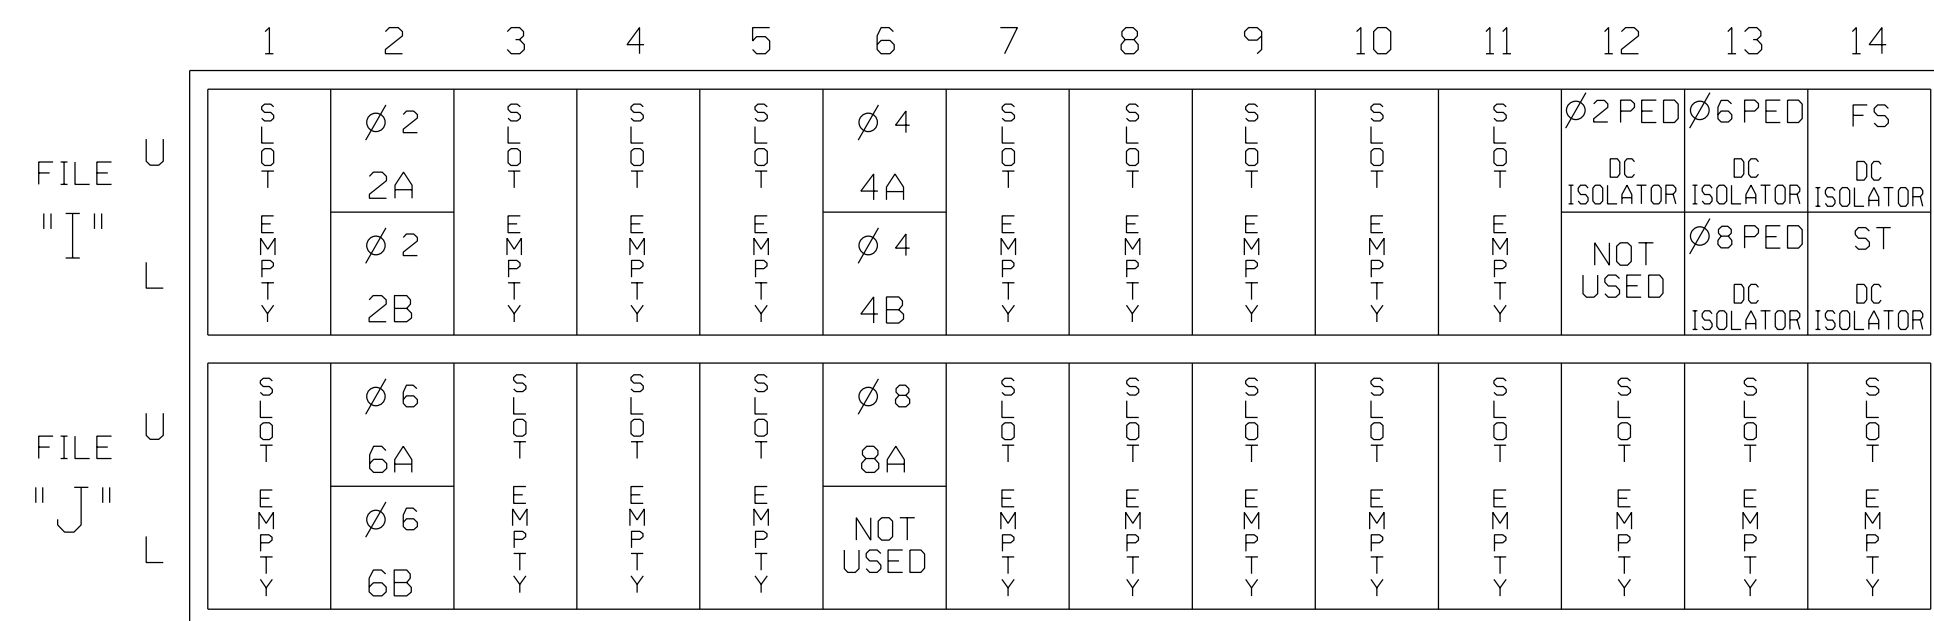 1 2 3 4 5 6 7 8 9 10 11 12 13 14
FILE "I"
U
L
SLOT EMPTY
Ø 2
2A
Ø 2
2B
SLOT EMPTY
SLOT EMPTY
SLOT EMPTY
Ø 4
4A
Ø 4
4B
SLOT EMPTY
SLOT EMPTY
SLOT EMPTY
SLOT EMPTY
SLOT EMPTY
Ø2 PED
DC
ISOLATOR
NOT
USED
Ø6 PED
DC
ISOLATOR
Ø8 PED
DC
ISOLATOR
FS
DC
ISOLATOR
ST
DC
ISOLATOR
FILE "J"
U
L
SLOT EMPTY
Ø 6
6A
Ø 6
6B
SLOT EMPTY
SLOT EMPTY
SLOT EMPTY
Ø 8
8A
NOT
USED
SLOT EMPTY
SLOT EMPTY
SLOT EMPTY
SLOT EMPTY
SLOT EMPTY
SLOT EMPTY
SLOT EMPTY
SLOT EMPTY